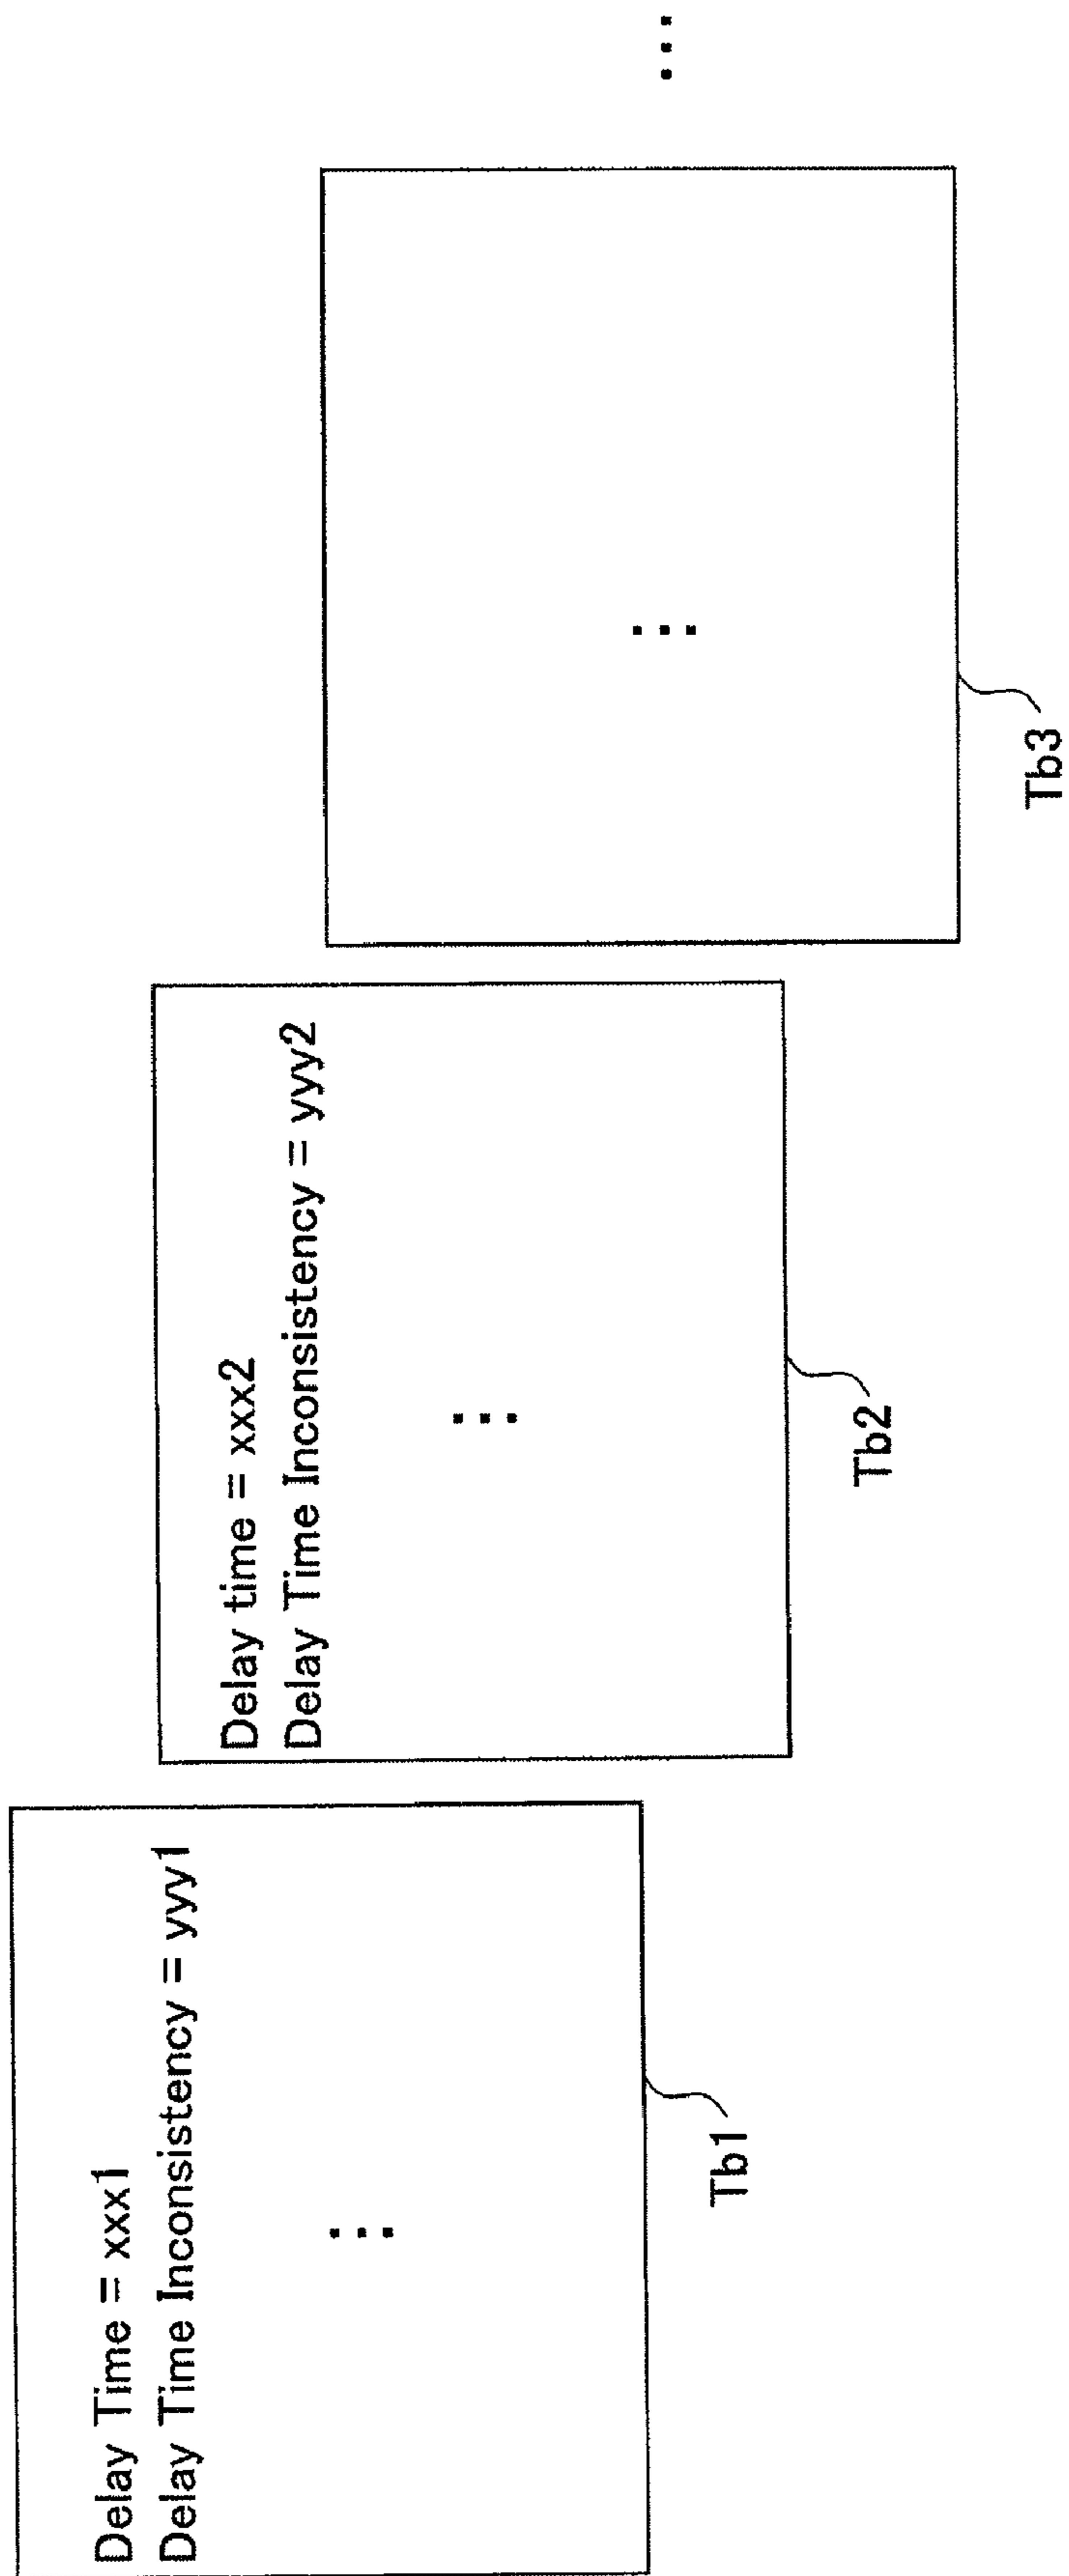 Delay Time = xxx1
Delay Time Inconsistency = yyy1
⋮
Tb1
Delay time = xxx2
Delay Time Inconsistency = yyy2
⋮
Tb2
⋮
Tb3
...